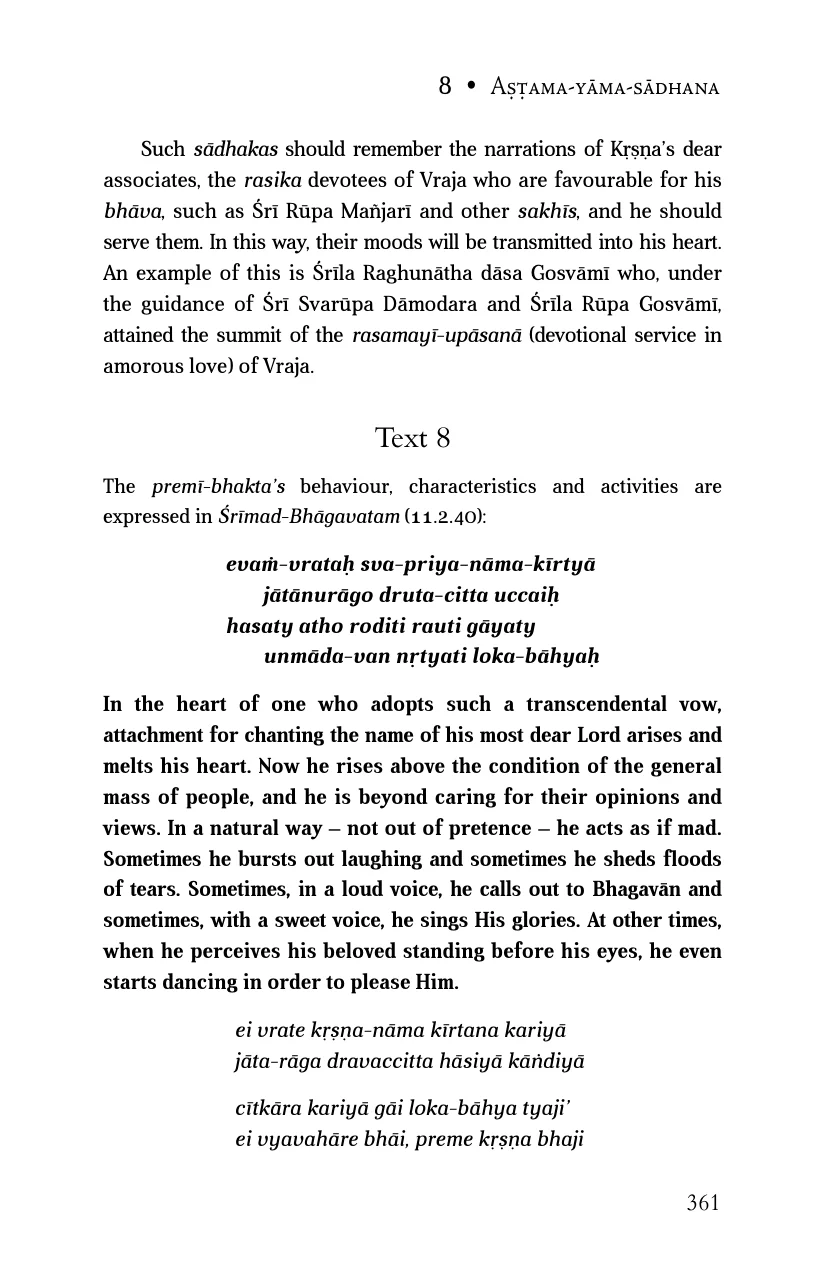 8 • Aṣṭama-yāma-sādhana
Such sādhakas should remember the narrations of Kṛṣṇa’s dear
associates, the rasika devotees of Vraja who are favourable for his
bhāva, such as Śrī Rūpa Mañjarī and other sakhīs, and he should
serve them. In this way, their moods will be transmitted into his heart.
An example of this is Śrīla Raghunātha dāsa Gosvāmī who, under
the guidance of Śrī Svarūpa Dāmodara and Śrīla Rūpa Gosvāmī,
attained the summit of the rasamayī-upāsanā (devotional service in
amorous love) of Vraja.
Text 8
The premī-bhakta’s behaviour, characteristics and activities are
expressed in Śrīmad-Bhāgavatam (11.2.40):
evaṁ-vrataḥ sva-priya-nāma-kīrtyā
jātānurāgo druta-citta uccaiḥ
hasaty atho roditi rauti gāyaty
unmāda-van nṛtyati loka-bāhyaḥ
In the heart of one who adopts such a transcendental vow,
attachment for chanting the name of his most dear Lord arises and
melts his heart. Now he rises above the condition of the general
mass of people, and he is beyond caring for their opinions and
views. In a natural way – not out of pretence – he acts as if mad.
Sometimes he bursts out laughing and sometimes he sheds floods
of tears. Sometimes, in a loud voice, he calls out to Bhagavān and
sometimes, with a sweet voice, he sings His glories. At other times,
when he perceives his beloved standing before his eyes, he even
starts dancing in order to please Him.
ei vrate kṛṣṇa-nāma kīrtana kariyā
jāta-rāga dravaccitta hāsiyā kāṅdiyā
cītkāra kariyā gāi loka-bāhya tyaji’
ei vyavahāre bhāi, preme kṛṣṇa bhaji
361